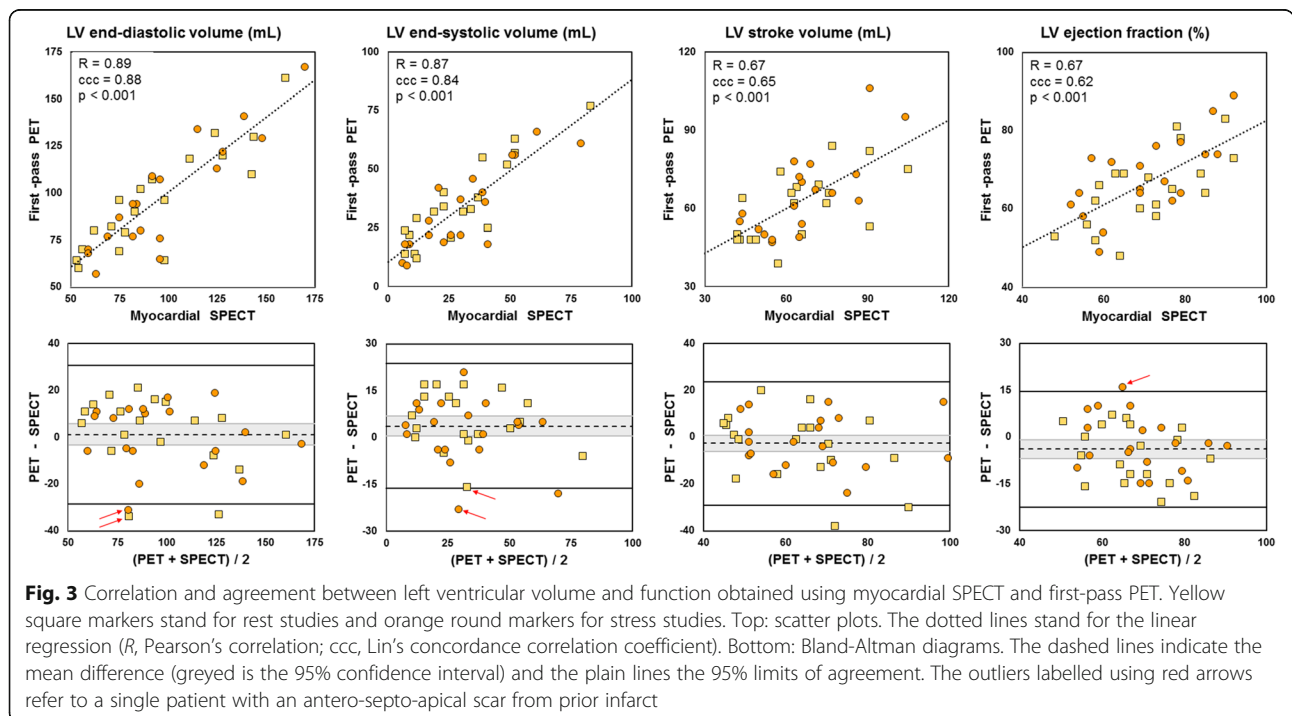 LV end-diastolic volume (mL)
LV end-systolic volume (mL)
LV stroke volume (mL)
LV ejection fraction (%)
First -pass PET
175
150
125
100
75
50
R = 0.89
ccc = 0.88
p < 0.001
50 75 100 125 150 175
Myocardial SPECT
100
75
50
25
0
R = 0.87
ccc = 0.84
p < 0.001
0 25 50 75 100
Myocardial SPECT
First -pass PET
120
90
60
30
R = 0.67
ccc = 0.65
p < 0.001
30 60 90 120
Myocardial SPECT
First -pass PET
100
80
60
40
R = 0.67
ccc = 0.62
p < 0.001
40 60 80 100
Myocardial SPECT
PET - SPECT
40
20
0
-20
-40
50 75 100 125 150 175
(PET + SPECT) / 2
PET - SPECT
30
15
0
-15
-30
0 25 50 75 100
(PET + SPECT) / 2
PET - SPECT
40
20
0
-20
-40
40 60 80 100
(PET + SPECT) / 2
PET - SPECT
30
15
0
-15
-30
40 60 80 100
(PET + SPECT) / 2
Fig. 3 Correlation and agreement between left ventricular volume and function obtained using myocardial SPECT and first-pass PET. Yellow
square markers stand for rest studies and orange round markers for stress studies. Top: scatter plots. The dotted lines stand for the linear
regression (R, Pearson's correlation; ccc, Lin's concordance correlation coefficient). Bottom: Bland-Altman diagrams. The dashed lines indicate the
mean difference (greyed is the 95% confidence interval) and the plain lines the 95% limits of agreement. The outliers labelled using red arrows
refer to a single patient with an antero-septo-apical scar from prior infarct